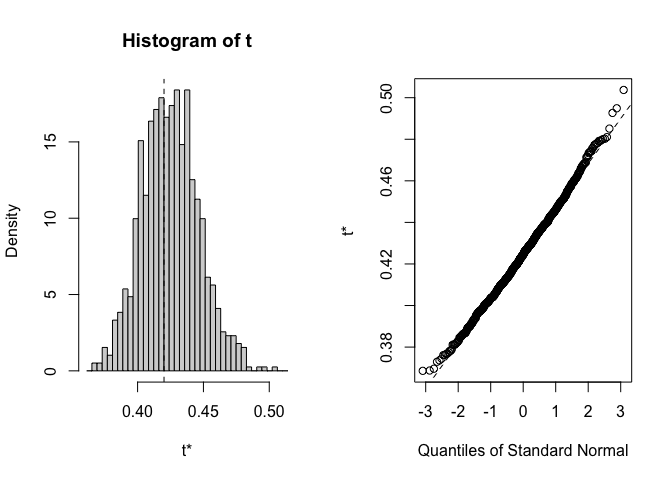 Histogram of t
Density
0
5
10
15
0.40 0.45 0.50
t*
t*
0.38
0.42
0.46
0.50
-3 -2 -1 0 1 2 3
Quantiles of Standard Normal